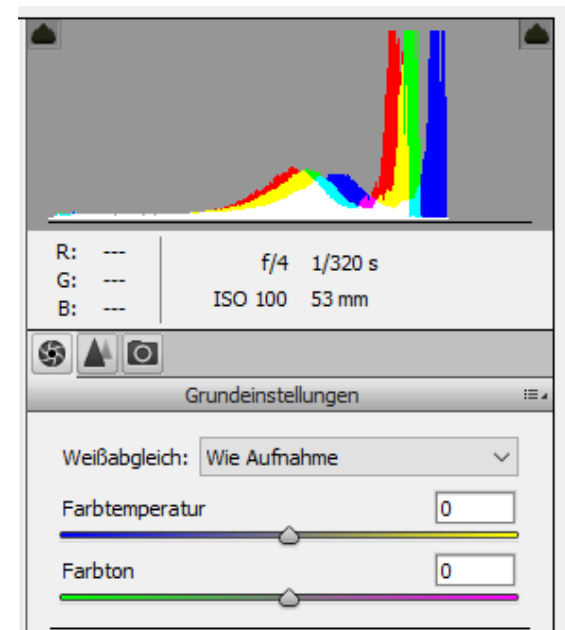 R: --- f/4 1/320 s
G: ---
B: --- ISO 100 53 mm
Grundeinstellungen
Weißabgleich: Wie Aufnahme
Farbtemperatur 0
Farbton 0